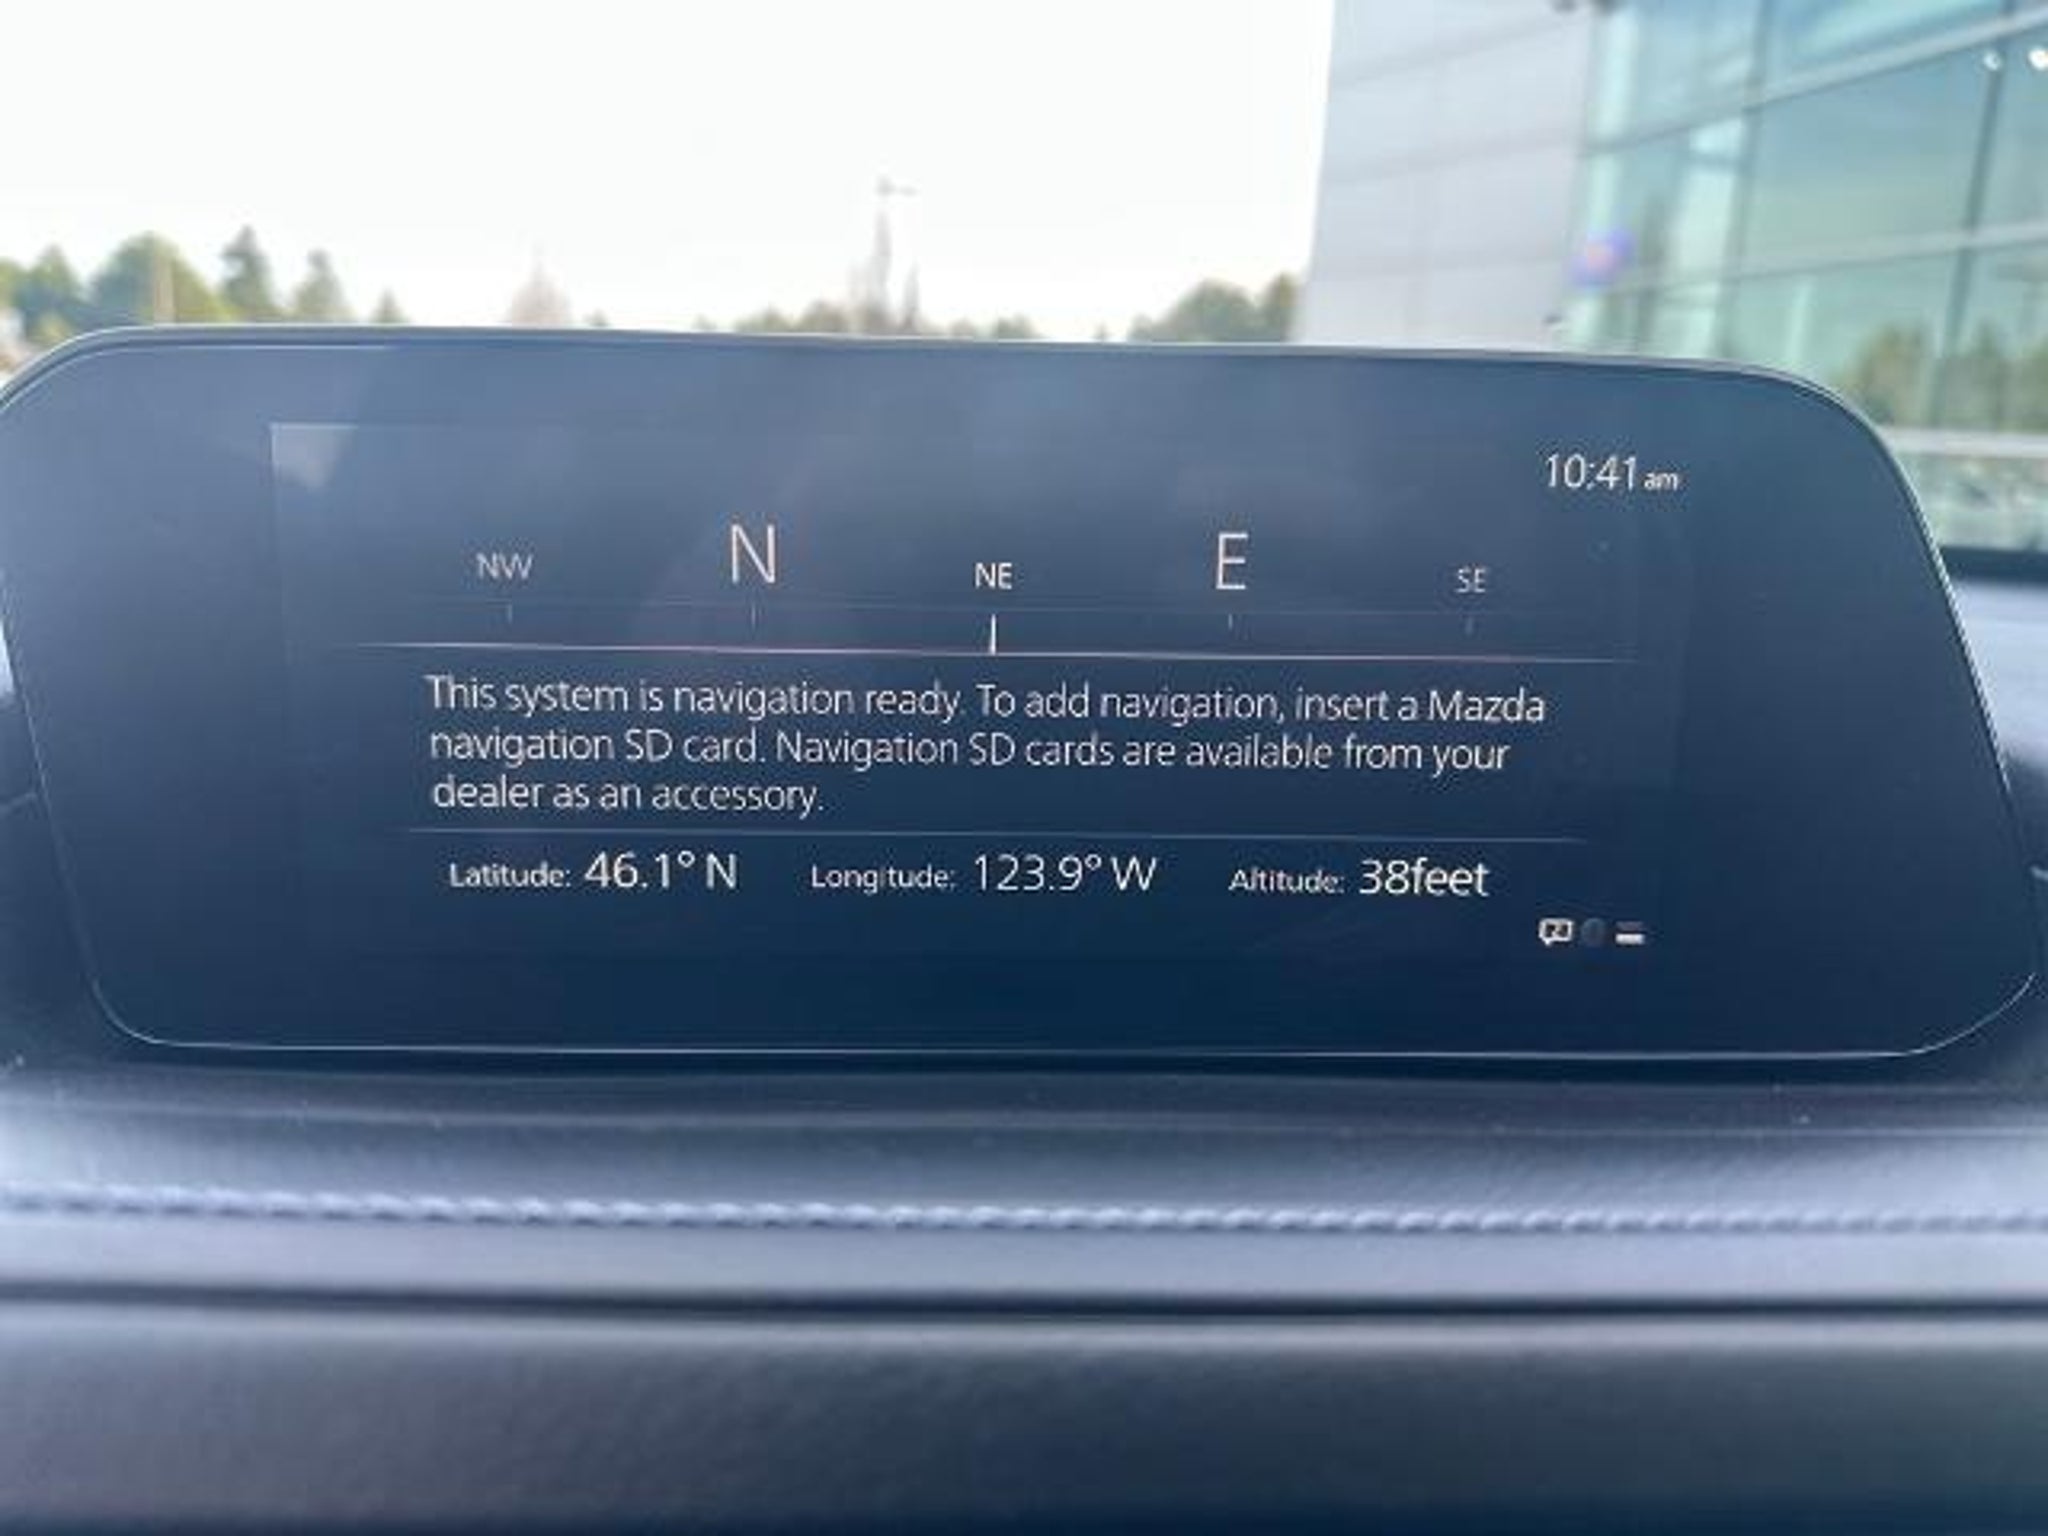 10:41 am
NW N NE E SE
This system is navigation ready. To add navigation, insert a Mazda
navigation SD card. Navigation SD cards are available from your
dealer as an accessory.
Latitude: 46.1° N Longitude: 123.9° W Altitude: 38feet